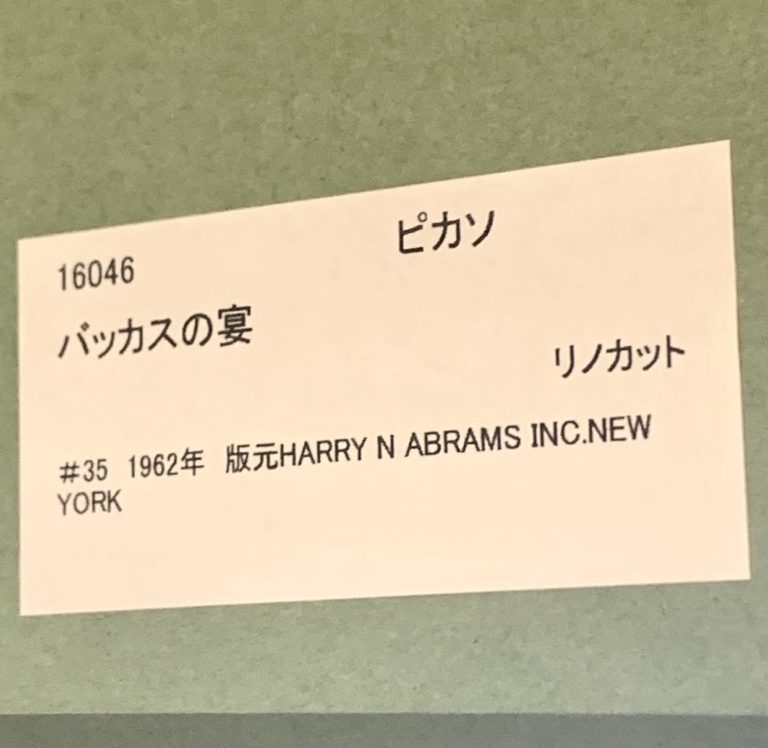 16046
ピカソ
バッカスの宴
リノカット
#35 1962年 版元HARRY N ABRAMS INC.NEW
YORK